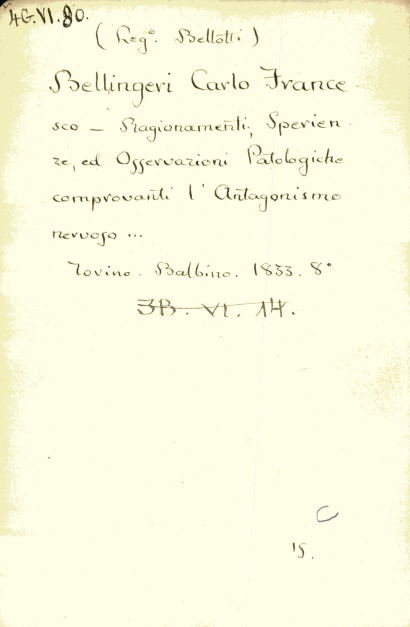 4G.VI.80.
(Leg.º Bellotti)
Bellingeri Carlo France
sco — Ragionamenti, Sperien
ze, ed Osservazioni Patologiche
comprovanti l'Antagonismo
nervoso ...
Torino. Balbino. 1833. 8°
3B. VI. 14.
C
15.